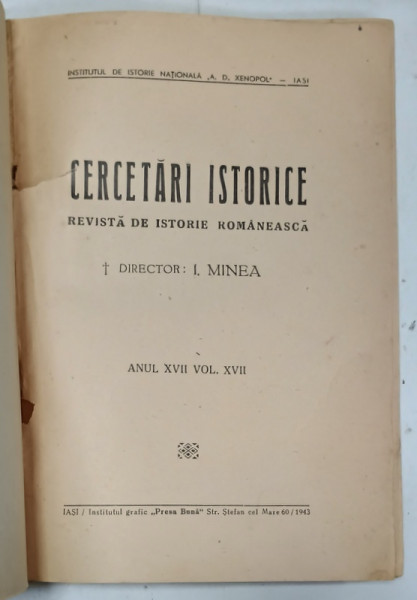 INSTITUTUL DE ISTORIE NAȚIONALĂ „A. D. XENOPOL" — IAȘI
CERCETĂRI ISTORICE
REVISTĂ DE ISTORIE ROMÂNEASCĂ
† DIRECTOR: I. MINEA
ANUL XVII VOL. XVII
IAȘI / Institutul grafic „Presa Bună" Str. Ștefan cel Mare 60 / 1943